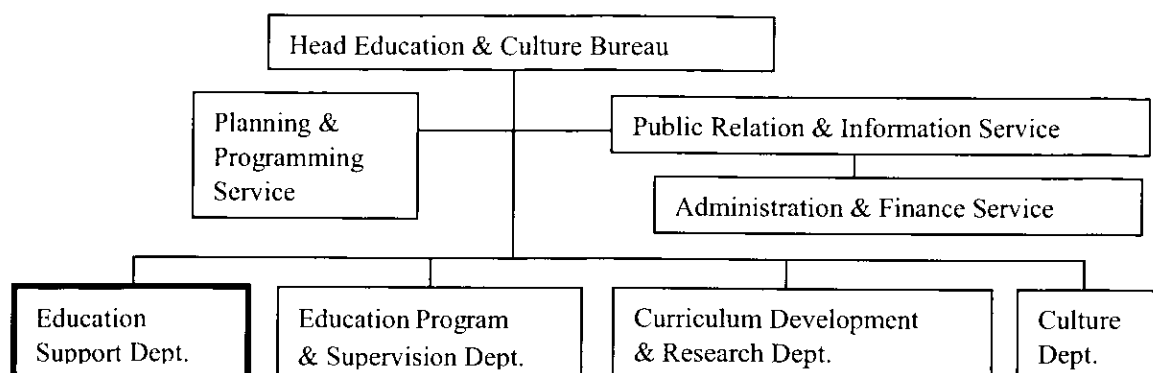 Head Education & Culture Bureau
Planning &
Programming
Service
Public Relation & Information Service
Administration & Finance Service
Education
Support Dept.
Education Program
& Supervision Dept.
Curriculum Development
& Research Dept.
Culture
Dept.